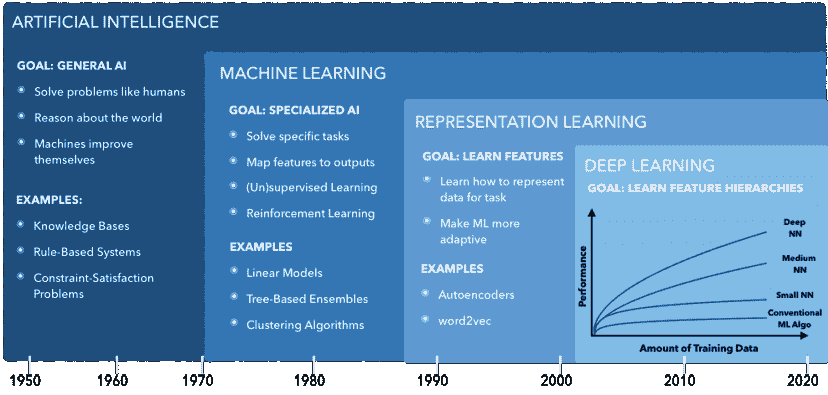 ARTIFICIAL INTELLIGENCE
GOAL: GENERAL AI
Solve problems like humans
Reason about the world
Machines improve
themselves
EXAMPLES:
Knowledge Bases
Rule-Based Systems
Constraint-Satisfaction
Problems
MACHINE LEARNING
GOAL: SPECIALIZED AI
Solve specific tasks
Map features to outputs
(Un)supervised Learning
Reinforcement Learning
EXAMPLES
Linear Models
Tree-Based Ensembles
Clustering Algorithms
REPRESENTATION LEARNING
GOAL: LEARN FEATURES
Learn how to represent
data for task
Make ML more
adaptive
EXAMPLES
Autoencoders
word2vec
DEEP LEARNING
GOAL: LEARN FEATURE HIERARCHIES
Performance
Deep
NN
Medium
NN
Small NN
Conventional
ML Algo
Amount of Training Data
1950 1960 1970 1980 1990 2000 2010 2020